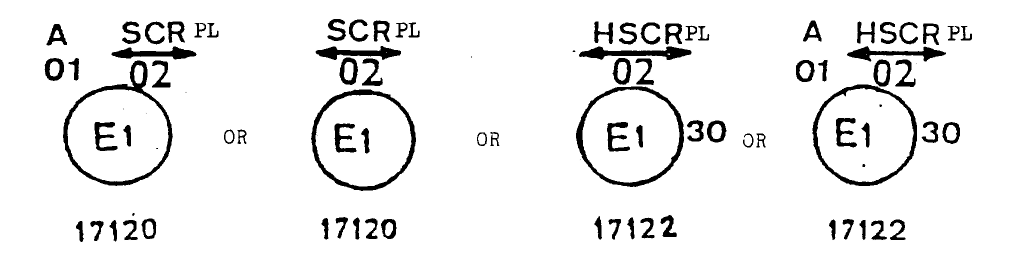 A SCR PL SCR PL HSCR PL A HSCR PL
01 02 02 02 01 02
E1 OR E1 OR E1 30 OR E1 30
17120 17120 17122 17122